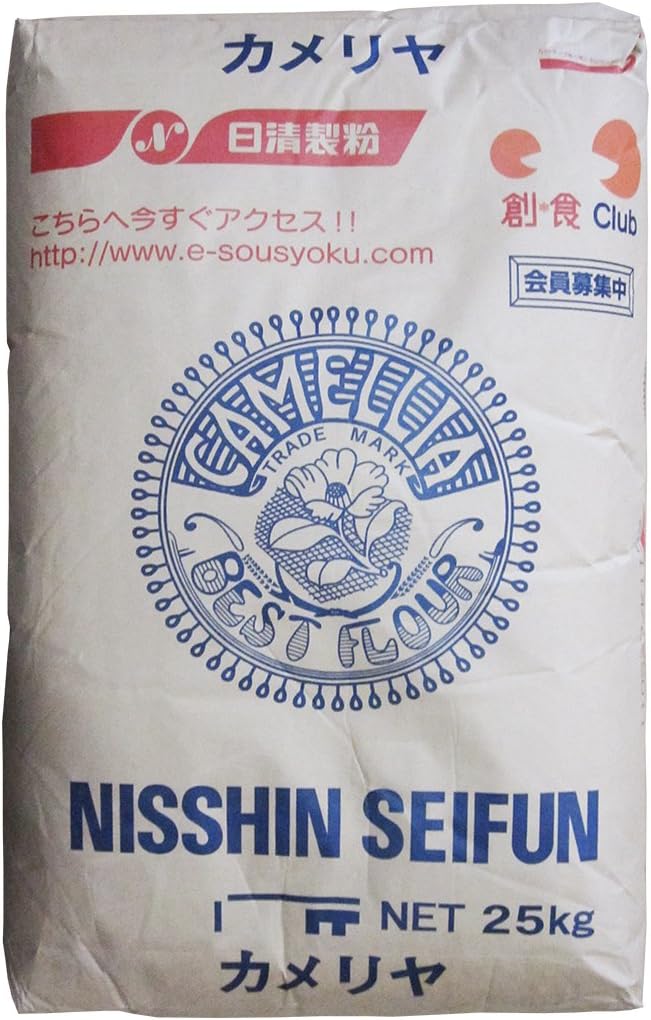 カメリヤ
N 日清製粉
創*食 Club
こちらへ今すぐアクセス!!
http://www.e-sousyoku.com
会員募集中
CAMELLIA
TRADE MARK
BEST FLOUR
NISSHIN SEIFUN
NET 25kg
カメリヤ